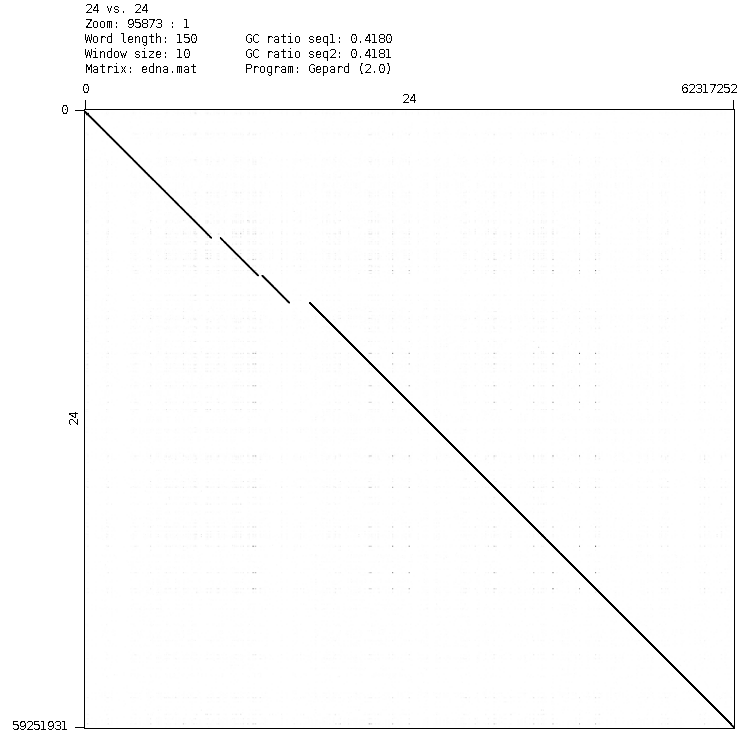 24 vs. 24
Zoom: 95873 : 1
Word length: 150 GC ratio seq1: 0.4180
Window size: 10 GC ratio seq2: 0.4181
Matrix: edna.mat Program: Gepard (2.0)
0 62317252
24
0
24
59251931